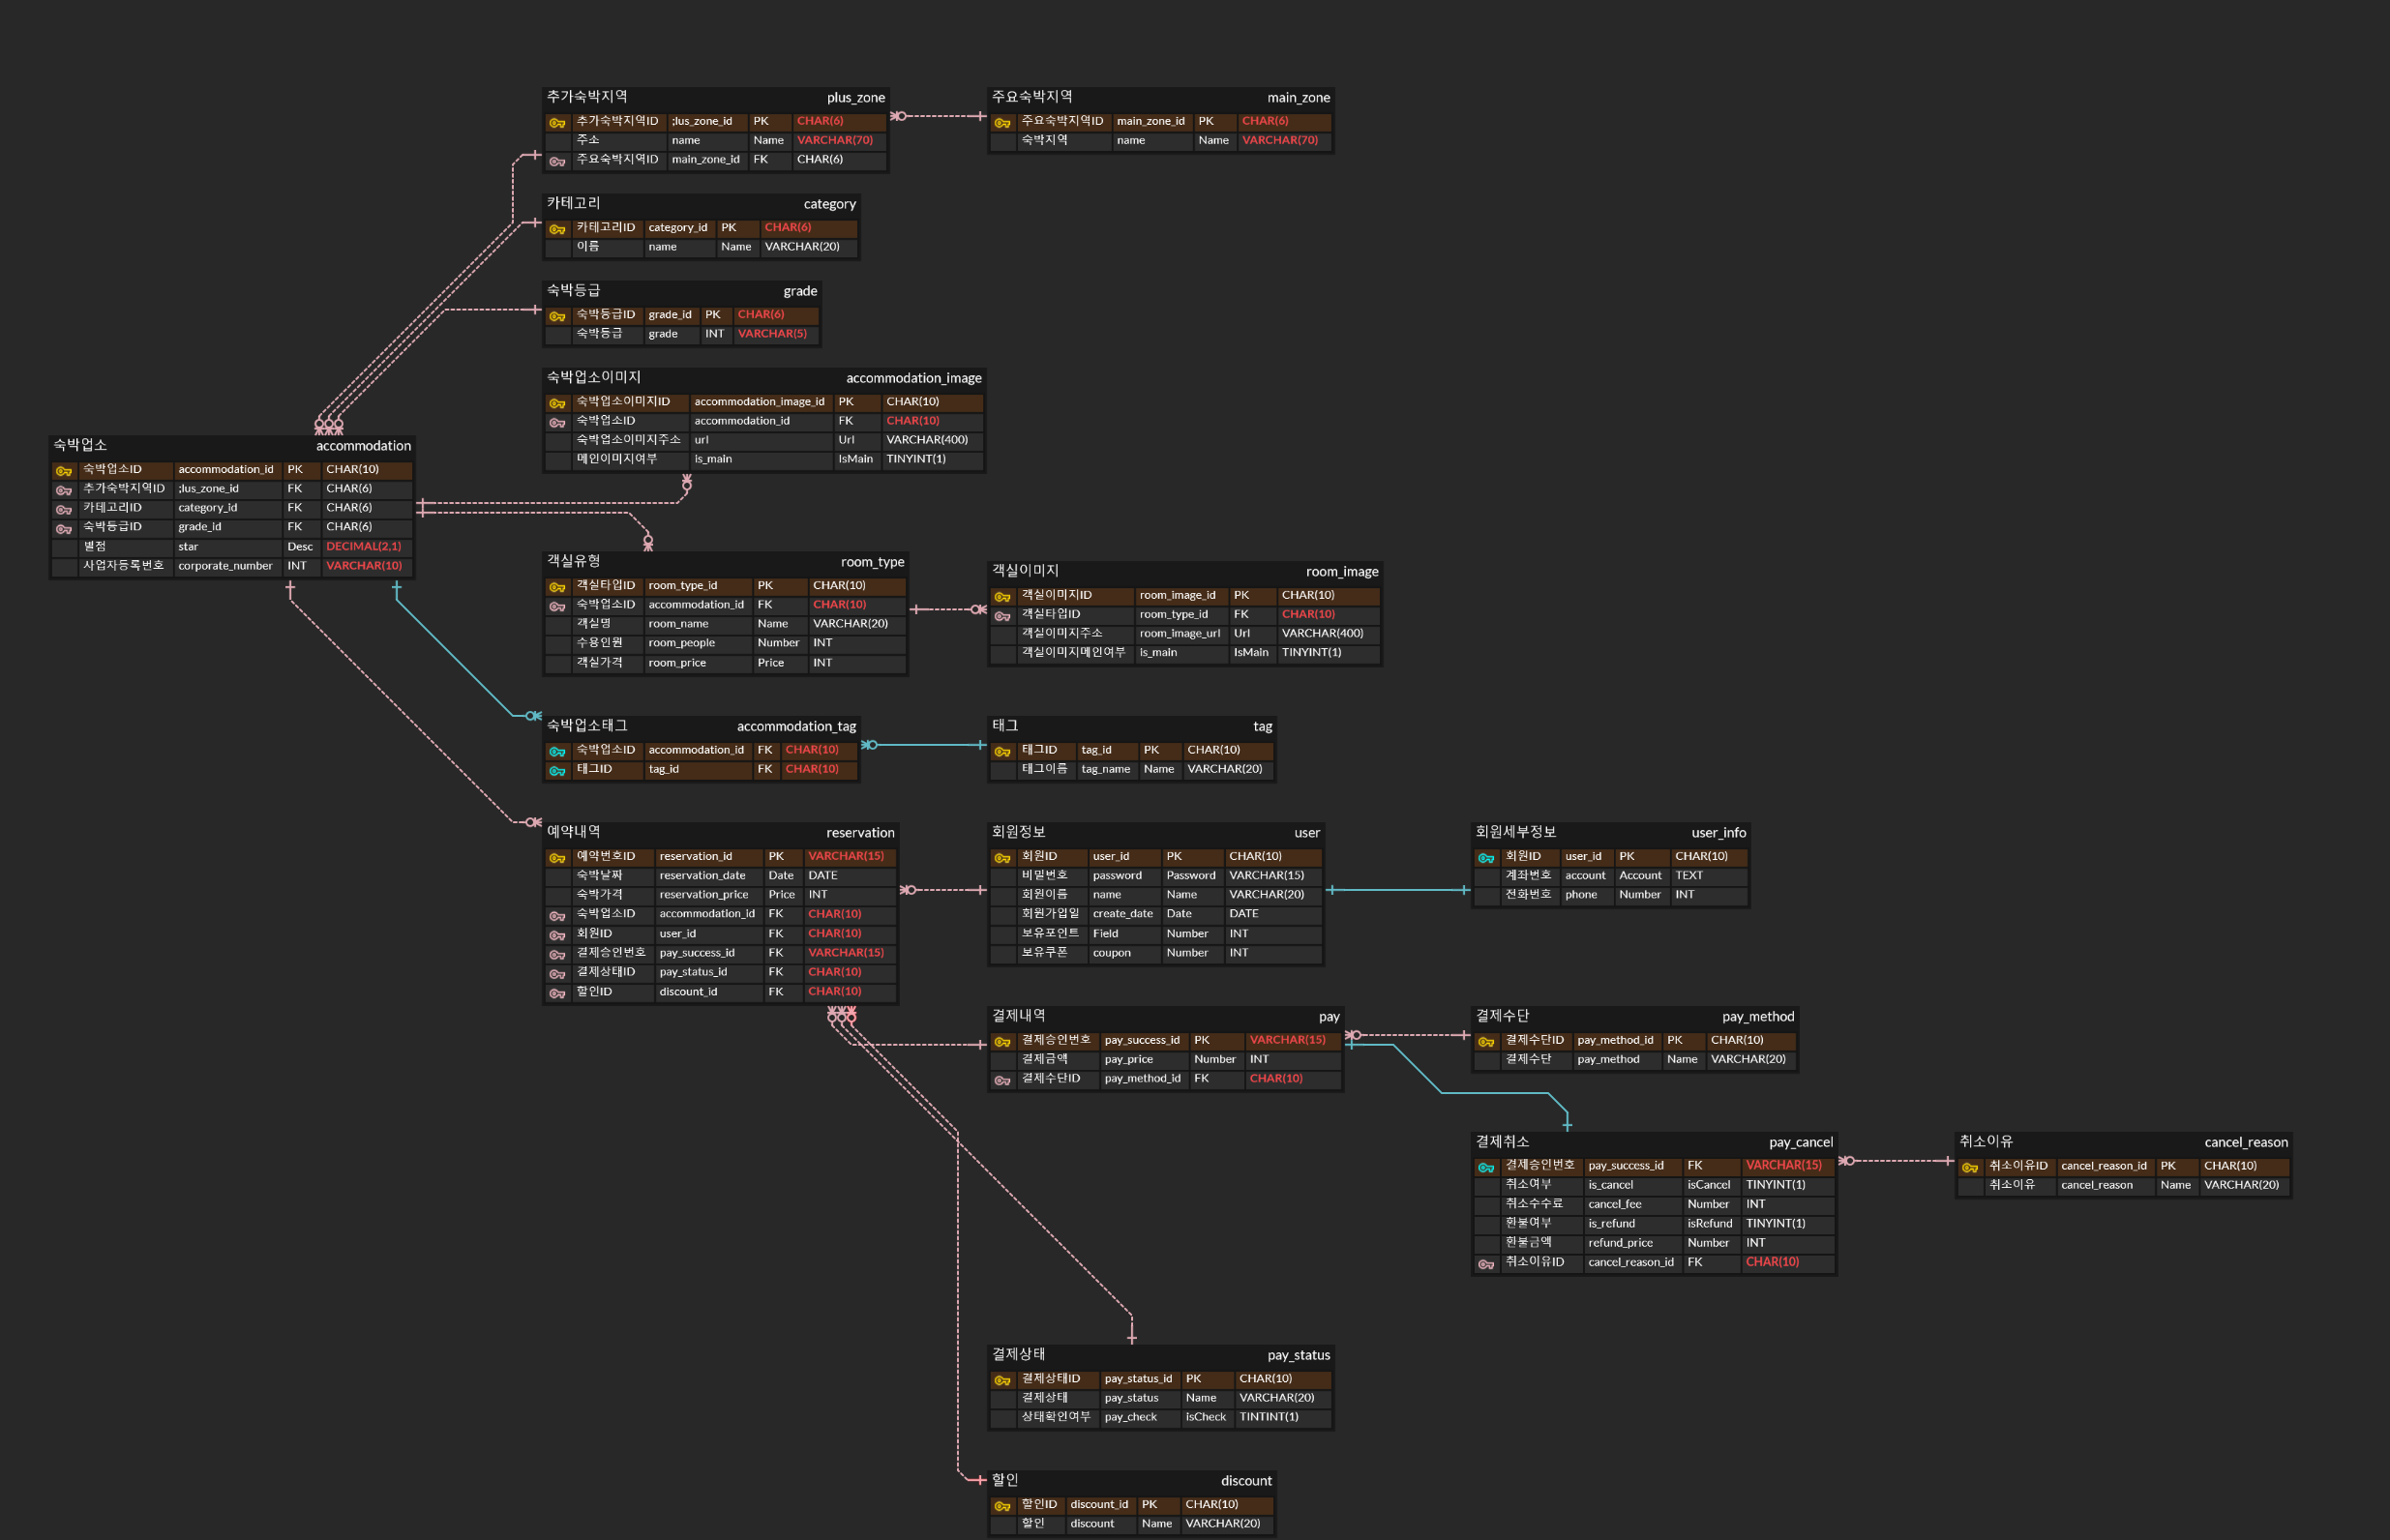 추가숙박지역 plus_zone
추가숙박지역ID ;lus_zone_id PK CHAR(6)
주소 name Name VARCHAR(70)
주요숙박지역ID main_zone_id FK CHAR(6)
주요숙박지역 main_zone
주요숙박지역ID main_zone_id PK CHAR(6)
숙박지역 name Name VARCHAR(70)
카테고리 category
카테고리ID category_id PK CHAR(6)
이름 name Name VARCHAR(20)
숙박등급 grade
숙박등급ID grade_id PK CHAR(6)
숙박등급 grade INT VARCHAR(5)
숙박업소이미지 accommodation_image
숙박업소이미지ID accommodation_image_id PK CHAR(10)
숙박업소ID accommodation_id FK CHAR(10)
숙박업소이미지주소 url Url VARCHAR(400)
메인이미지여부 is_main IsMain TINYINT(1)
숙박업소 accommodation
숙박업소ID accommodation_id PK CHAR(10)
추가숙박지역ID ;lus_zone_id FK CHAR(6)
카테고리ID category_id FK CHAR(6)
숙박등급ID grade_id FK CHAR(6)
별점 star Desc DECIMAL(2,1)
사업자등록번호 corporate_number INT VARCHAR(10)
객실유형 room_type
객실타입ID room_type_id PK CHAR(10)
숙박업소ID accommodation_id FK CHAR(10)
객실명 room_name Name VARCHAR(20)
수용인원 room_people Number INT
객실가격 room_price Price INT
객실이미지 room_image
객실이미지ID room_image_id PK CHAR(10)
객실타입ID room_type_id FK CHAR(10)
객실이미지주소 room_image_url Url VARCHAR(400)
객실이미지메인여부 is_main IsMain TINYINT(1)
숙박업소태그 accommodation_tag
숙박업소ID accommodation_id FK CHAR(10)
태그ID tag_id FK CHAR(10)
태그 tag
태그ID tag_id PK CHAR(10)
태그이름 tag_name Name VARCHAR(20)
예약내역 reservation
예약번호ID reservation_id PK VARCHAR(15)
숙박날짜 reservation_date Date DATE
숙박가격 reservation_price Price INT
숙박업소ID accommodation_id FK CHAR(10)
회원ID user_id FK CHAR(10)
결제승인번호 pay_success_id FK VARCHAR(15)
결제상태ID pay_status_id FK CHAR(10)
할인ID discount_id FK CHAR(10)
회원정보 user
회원ID user_id PK CHAR(10)
비밀번호 password Password VARCHAR(15)
회원이름 name Name VARCHAR(20)
회원가입일 create_date Date DATE
보유포인트 Field Number INT
보유쿠폰 coupon Number INT
회원세부정보 user_info
회원ID user_id PK CHAR(10)
계좌번호 account Account TEXT
전화번호 phone Number INT
결제내역 pay
결제승인번호 pay_success_id PK VARCHAR(15)
결제금액 pay_price Number INT
결제수단ID pay_method_id FK CHAR(10)
결제수단 pay_method
결제수단ID pay_method_id PK CHAR(10)
결제수단 pay_method Name VARCHAR(20)
결제취소 pay_cancel
결제승인번호 pay_success_id FK VARCHAR(15)
취소여부 is_cancel isCancel TINYINT(1)
취소수수료 cancel_fee Number INT
환불여부 is_refund isRefund TINYINT(1)
환불금액 refund_price Number INT
취소이유ID cancel_reason_id FK CHAR(10)
취소이유 cancel_reason
취소이유ID cancel_reason_id PK CHAR(10)
취소이유 cancel_reason Name VARCHAR(20)
결제상태 pay_status
결제상태ID pay_status_id PK CHAR(10)
결제상태 pay_status Name VARCHAR(20)
상태확인여부 pay_check isCheck TINTINT(1)
할인 discount
할인ID discount_id PK CHAR(10)
할인 discount Name VARCHAR(20)